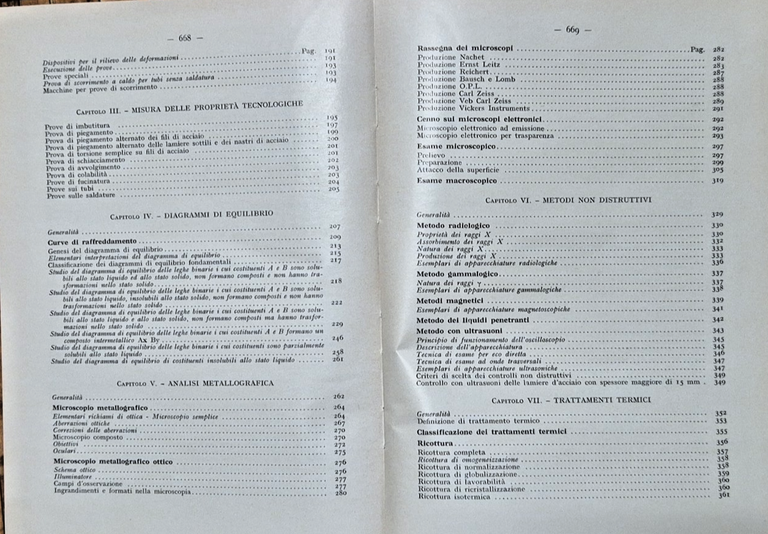 — 668 —
Pag.
Dispositivi per il rilievo delle deformazioni 191
Esecuzione delle prove 191
Prove speciali 193
Prova di scorrimento a caldo per tubi senza saldatura 193
Macchine per prove di scorrimento 194
Capitolo III. - MISURA DELLE PROPRIETÀ TECNOLOGICHE
Prove di imbutitura 195
Prova di piegamento 197
Prova di piegamento alternato dei fili di acciaio 199
Prova di piegamento alternato delle lamiere sottili e dei nastri di acciaio 200
Prova di torsione semplice su fili di acciaio 201
Prova di schiacciamento 201
Prova di avvolgimento 202
Prova di colabilità 203
Prove di fucinatura 204
Prove sui tubi 205
Prove sulle saldature
Capitolo IV. - DIAGRAMMI DI EQUILIBRIO
Generalità 207
Curve di raffreddamento 209
Genesi del diagramma di equilibrio 213
Elementari interpretazioni del diagramma di equilibrio 215
Classificazione dei diagrammi di equilibrio fondamentali 217
Studio del diagramma di equilibrio delle leghe binarie i cui costituenti A e B sono solu-
bili allo stato liquido ed allo stato solido, non formano composti e non hanno tra-
sformazioni nello stato solido 218
Studio del diagramma di equilibrio delle leghe binarie i cui costituenti A e B sono solu-
bili allo stato liquido, insolubili allo stato solido, non formano composti e non hanno
trasformazioni nello stato solido 222
Studio del diagramma di equilibrio delle leghe binarie i cui costituenti A e B sono solu-
bili allo stato liquido e allo stato solido, non formano composti ma hanno trasfor-
mazioni nello stato solido 229
Studio del diagramma di equilibrio delle leghe binarie i cui costituenti A e B formano un
composto intermetallico Ax By 246
Studio del diagramma di equilibrio delle leghe binarie i cui costituenti sono parzialmente
solubili allo stato liquido 258
Studio del diagramma di equilibrio di costituenti insolubili allo stato liquido 261
Capitolo V. - ANALISI METALLOGRAFICA
Generalità 262
Microscopio metallografico 264
Elementari richiami di ottica - Microscopio semplice 264
Aberrazioni ottiche 267
Correzioni delle aberrazioni 270
Microscopio composto 270
Obiettivi 272
Oculari 275
Microscopio metallografico ottico 276
Schema ottico 276
Illuminatore 277
Campi d'osservazione 277
Ingrandimenti e formati nella microscopia 280
— 669 —
Rassegna dei microscopi Pag. 282
Produzione Nachet 282
Produzione Ernst Leitz 283
Produzione Reichert 287
Produzione Bausch e Lomb 288
Produzione O.P.L. 288
Produzione Carl Zeiss 288
Produzione Veb Carl Zeiss 289
Produzione Vickers Instruments 291
Cenno sui microscopi elettronici 292
Microscopio elettronico ad emissione 292
Microscopio elettronico per trasparenza 293
Esame microscopico 297
Prelievo 297
Preparazione 299
Attacco della superficie 305
Esame macroscopico 319
Capitolo VI. - METODI NON DISTRUTTIVI
Generalità 329
Metodo radiologico 330
Proprietà dei raggi X 330
Assorbimento dei raggi X 332
Natura dei raggi X 333
Produzione dei raggi X 333
Esemplari di apparecchiature radiologiche 336
Metodo gammalogico 337
Natura dei raggi γ 337
Esemplari di apparecchiature gammalogiche 338
Metodi magnetici 339
Esemplari di apparecchiature magnetoscopiche 341
Metodo dei liquidi penetranti 342
Metodo con ultrasuoni 343
Principio di funzionamento dell'oscilloscopio 345
Descrizione dell'apparecchiatura 345
Tecnica di esame per eco diretta 346
Tecnica di esame ad onde trasversali 347
Esemplari di apparecchiature ultrasoniche 347
Criteri di scelta dei controlli non distruttivi 349
Controllo con ultrasuoni delle lamiere d'acciaio con spessore maggiore di 15 mm . 349
Capitolo VII. - TRATTAMENTI TERMICI
Generalità 352
Definizione di trattamento termico 353
Classificazione dei trattamenti termici 355
Ricottura 356
Ricottura completa 357
Ricottura di omogeneizzazione 358
Ricottura di normalizzazione 358
Ricottura di globulizzazione 359
Ricottura di lavorabilità 360
Ricottura di ricristallizzazione 360
Ricottura isotermica 361